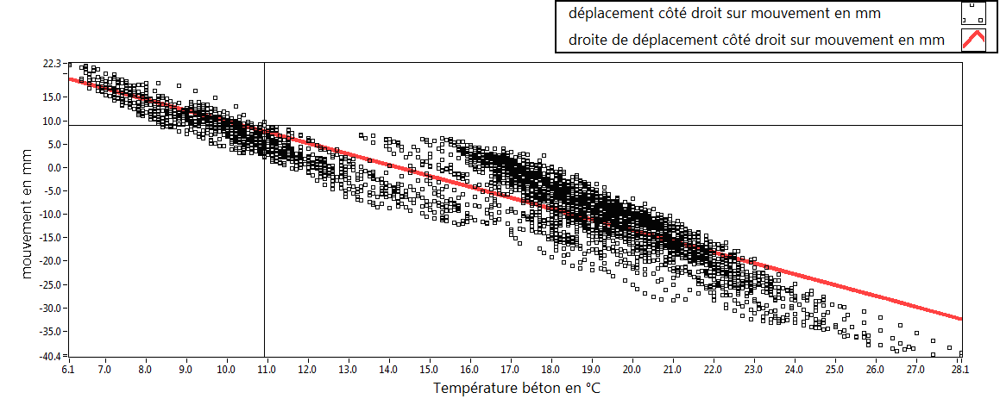 déplacement côté droit sur mouvement en mm
droite de déplacement côté droit sur mouvement en mm
mouvement en mm
22.3
15.0
10.0
5.0
0.0
-5.0
-10.0
-15.0
-20.0
-25.0
-30.0
-35.0
-40.4
6.1 7.0 8.0 9.0 10.0 11.0 12.0 13.0 14.0 15.0 16.0 17.0 18.0 19.0 20.0 21.0 22.0 23.0 24.0 25.0 26.0 27.0 28.1
Température béton en °C